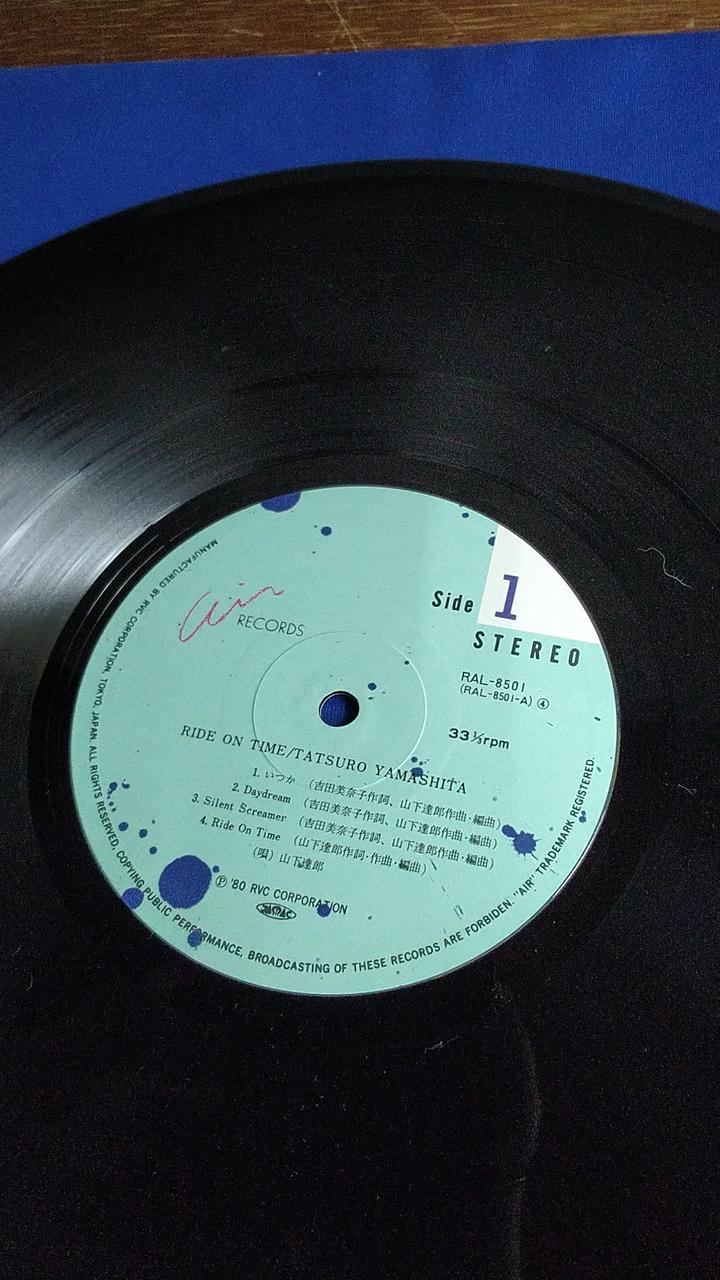 air
RECORDS
Side 1
STEREO
RAL-8501
(RAL-8501-A) ④
33⅓rpm
RIDE ON TIME/TATSURO YAMASHITA
1. いつか (吉田美奈子作詞、山下達郎作曲・編曲)
2. Daydream (吉田美奈子作詞、山下達郎作曲・編曲)
3. Silent Screamer (吉田美奈子作詞、山下達郎作曲・編曲)
4. Ride On Time (山下達郎作詞・作曲・編曲)
(唄) 山下達郎
Ⓟ '80 RVC CORPORATION
JASRAC
MANUFACTURED BY RVC CORPORATION, TOKYO, JAPAN. ALL RIGHTS RESERVED, COPYING PUBLIC PERFORMANCE, BROADCASTING OF THESE RECORDS ARE FORBIDEN. "AIR" TRADEMARK REGISTERED.